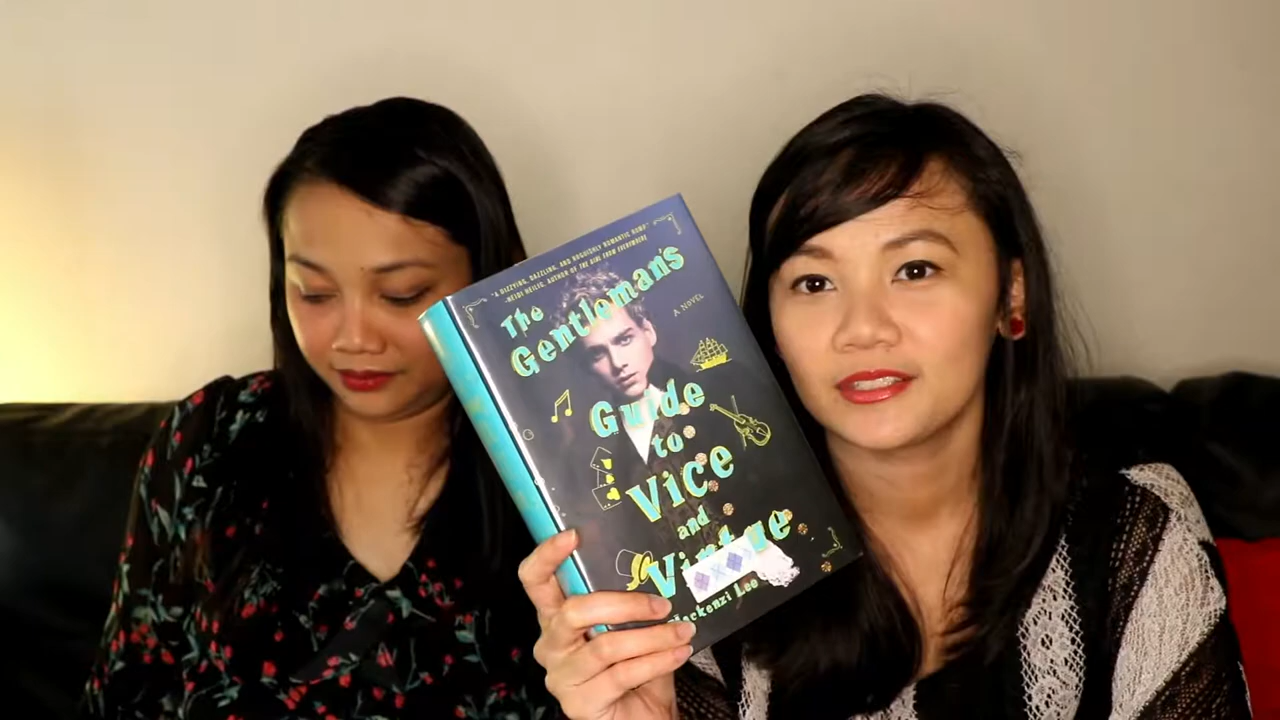 "A DIZZYING, DAZZLING, AND ROGUISHLY ROMANTIC ROMP."
-HEIDI HEILIG, AUTHOR OF THE GIRL FROM EVERYWHERE
The
Gentleman's
A NOVEL
Guide
to
Vice
and
Virtue
Mackenzi Lee